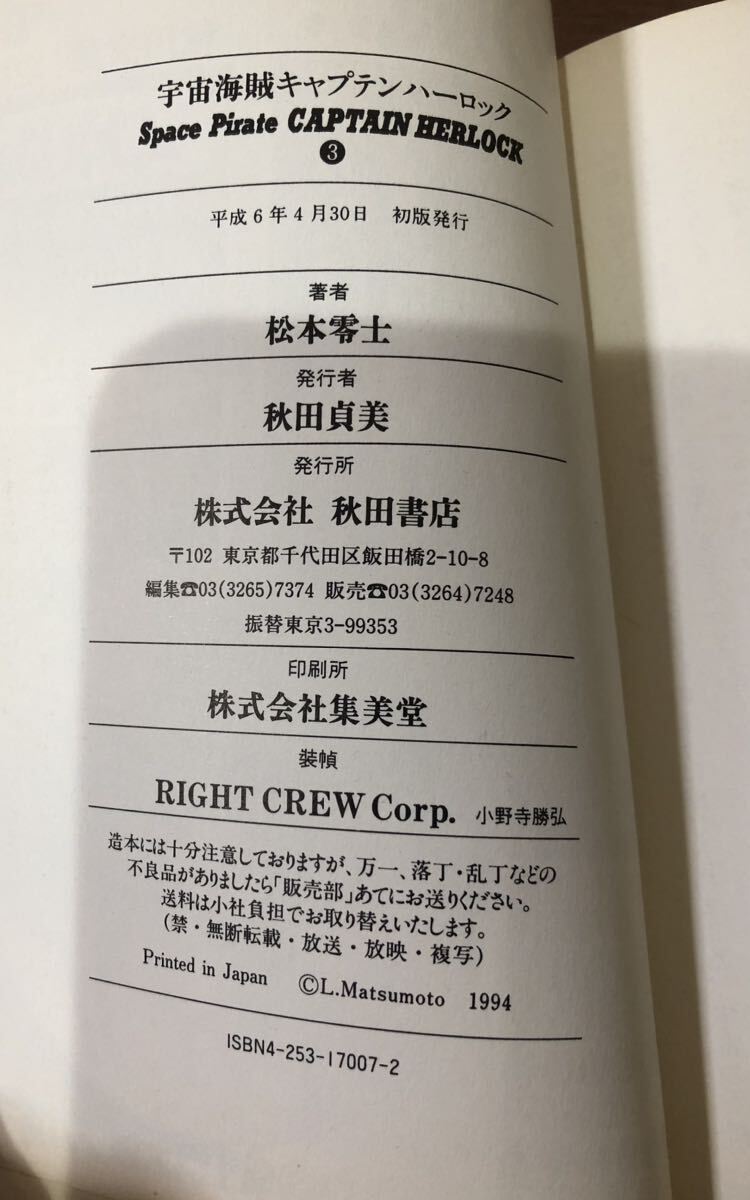 宇宙海賊キャプテンハーロック
Space Pirate CAPTAIN HERLOCK
❸
平成6年4月30日 初版発行
著者
松本零士
発行者
秋田貞美
発行所
株式会社 秋田書店
〒102 東京都千代田区飯田橋2-10-8
編集☎03(3265)7374 販売☎03(3264)7248
振替東京3-99353
印刷所
株式会社集美堂
装幀
RIGHT CREW Corp. 小野寺勝弘
造本には十分注意しておりますが、万一、落丁・乱丁などの
不良品がありましたら「販売部」あてにお送りください。
送料は小社負担でお取り替えいたします。
(禁・無断転載・放送・放映・複写)
Printed in Japan ©L.Matsumoto 1994
ISBN4-253-17007-2